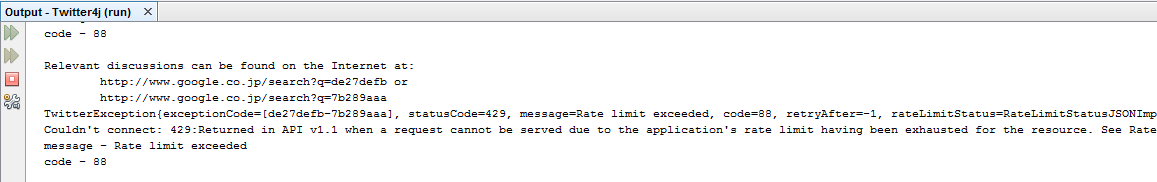 Output - Twitter4j (run)
code - 88
Relevant discussions can be found on the Internet at:
http://www.google.co.jp/search?q=de27defb or
http://www.google.co.jp/search?q=7b289aaa
TwitterException{exceptionCode=[de27defb-7b289aaa], statusCode=429, message=Rate limit exceeded, code=88, retryAfter=-1, rateLimitStatus=RateLimitStatusJSONImp
Couldn't connect: 429:Returned in API v1.1 when a request cannot be served due to the application's rate limit having been exhausted for the resource. See Rate
message - Rate limit exceeded
code - 88